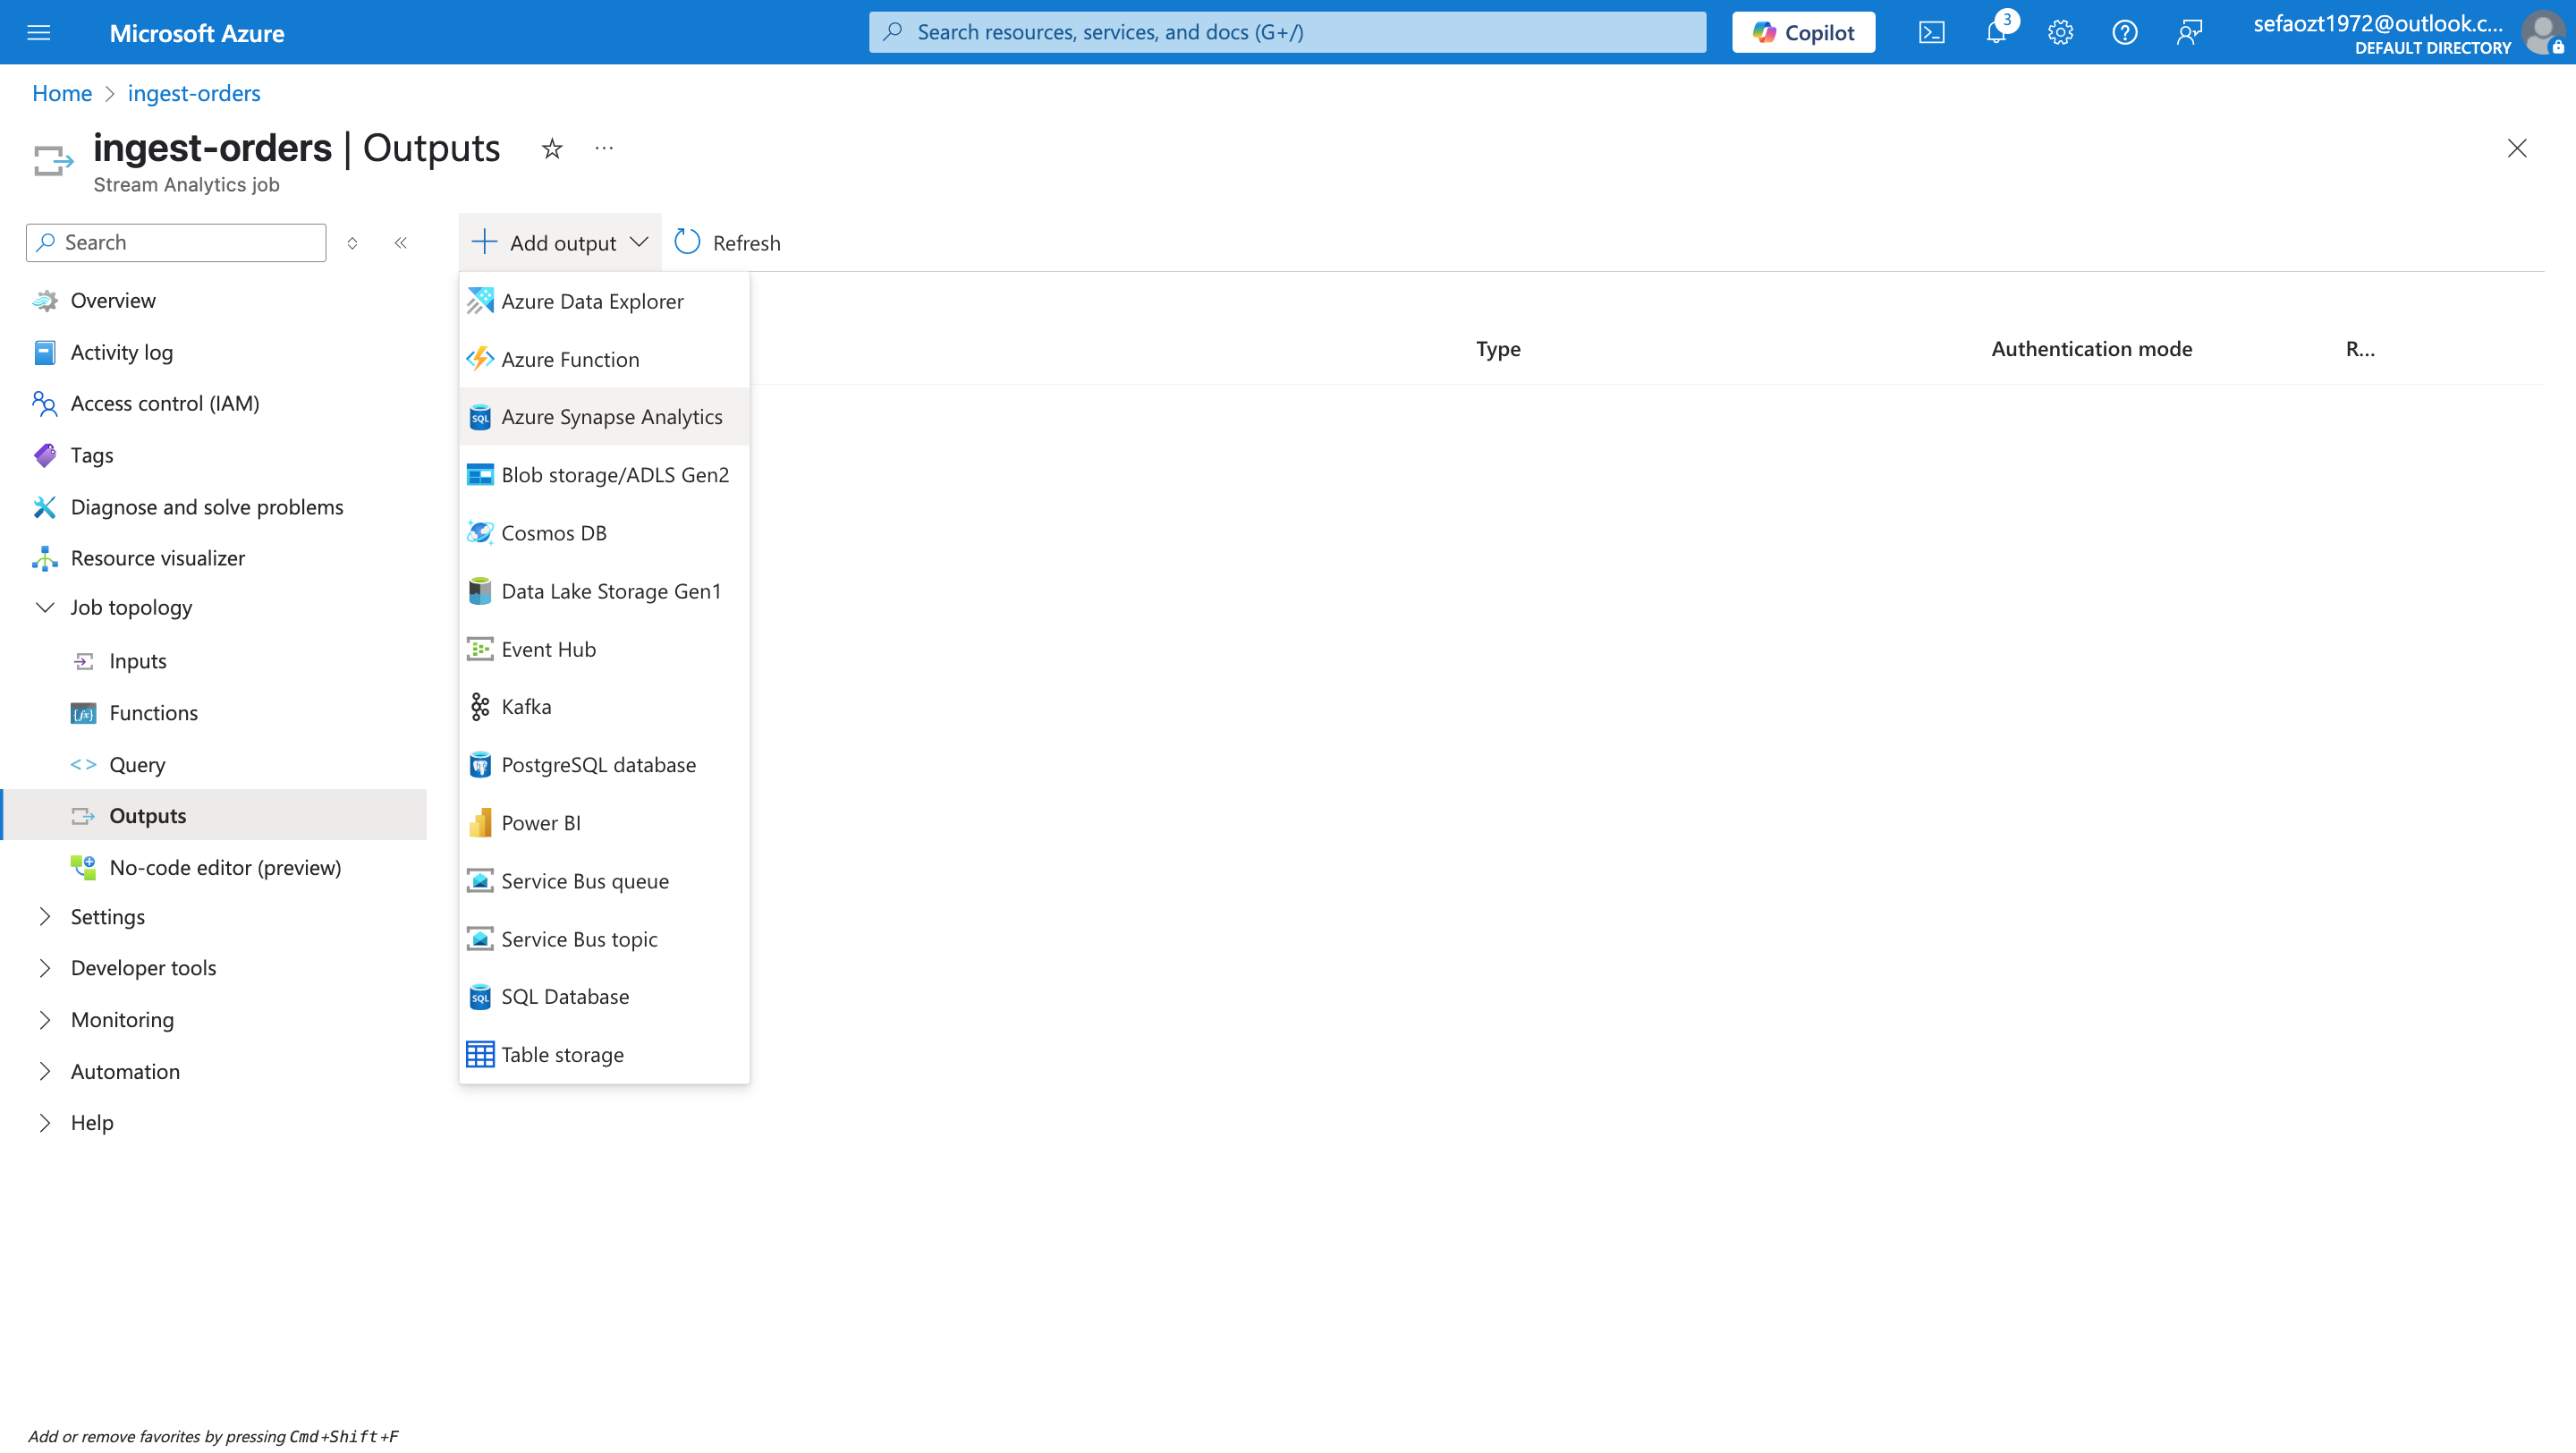 Microsoft Azure
Search resources, services, and docs (G+/)
Copilot
3
sefaozt1972@outlook.c...
DEFAULT DIRECTORY
Home > ingest-orders
ingest-orders | Outputs
Stream Analytics job
Search
Add output
Refresh
Overview
Activity log
Access control (IAM)
Tags
Diagnose and solve problems
Resource visualizer
Job topology
Inputs
Functions
Query
Outputs
No-code editor (preview)
Settings
Developer tools
Monitoring
Automation
Help
Azure Data Explorer
Azure Function
Azure Synapse Analytics
Blob storage/ADLS Gen2
Cosmos DB
Data Lake Storage Gen1
Event Hub
Kafka
PostgreSQL database
Power BI
Service Bus queue
Service Bus topic
SQL Database
Table storage
Type
Authentication mode
R...
Add or remove favorites by pressing Cmd+Shift+F